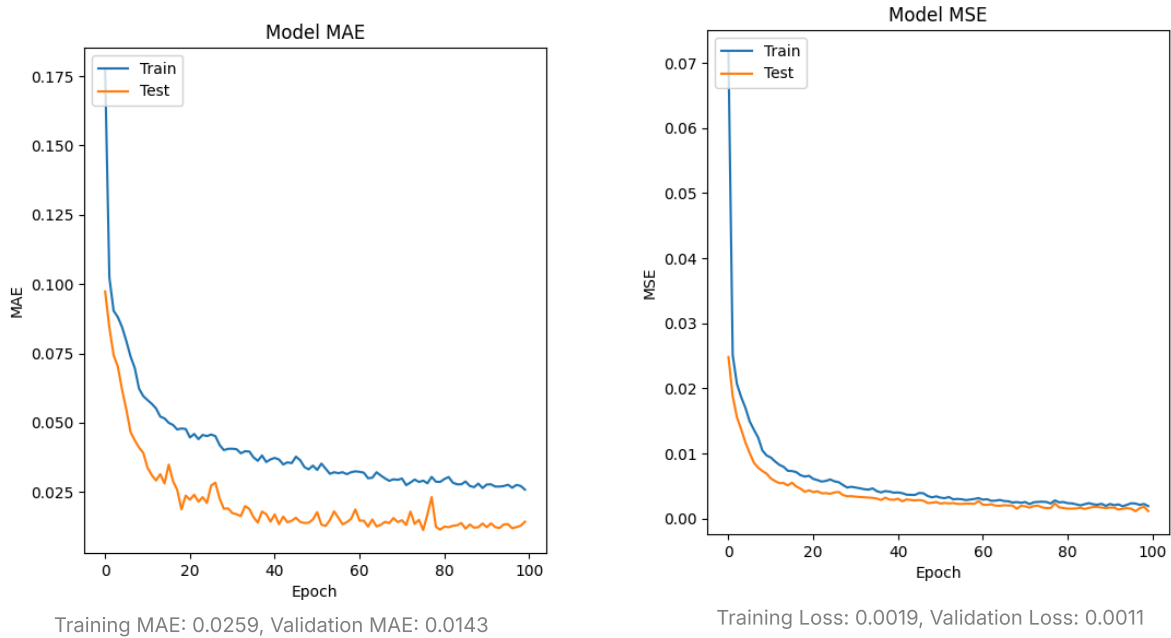 Model MAE
Train
Test
0.175
0.150
0.125
0.100
0.075
0.050
0.025
MAE
0 20 40 60 80 100
Epoch
Training MAE: 0.0259, Validation MAE: 0.0143
Model MSE
Train
Test
0.07
0.06
0.05
0.04
0.03
0.02
0.01
0.00
MSE
0 20 40 60 80 100
Epoch
Training Loss: 0.0019, Validation Loss: 0.0011